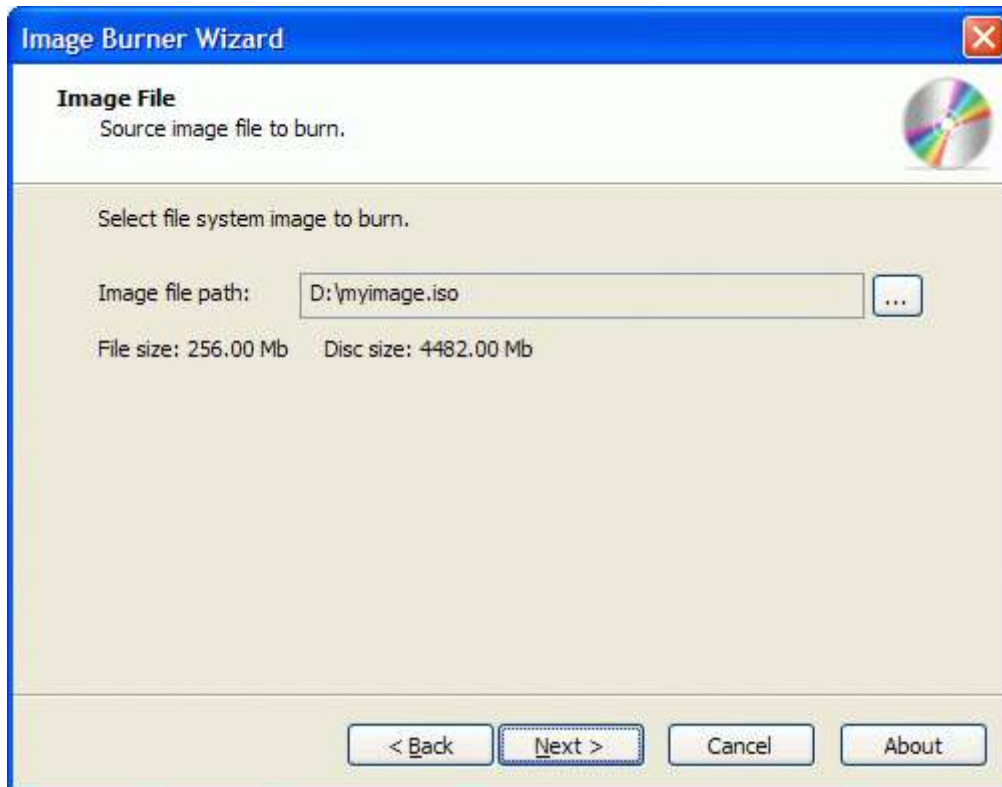 Image Burner Wizard
Image File
Source image file to burn.
Select file system image to burn.
Image file path: D:\myimage.iso ...
File size: 256.00 Mb Disc size: 4482.00 Mb
< Back Next > Cancel About